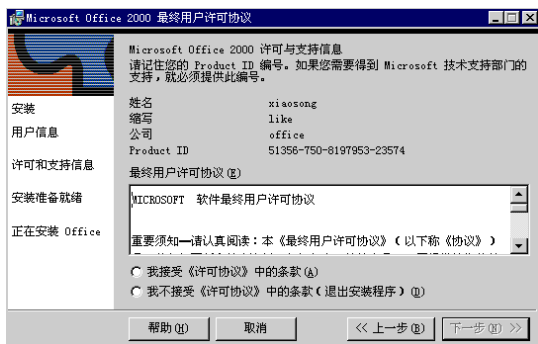 Microsoft Office 2000 最终用户许可协议
Microsoft Office 2000 许可与支持信息
请记住您的 Product ID 编号。如果您需要得到 Microsoft 技术支持部门的
支持，就必须提供此编号。
安装
用户信息
许可和支持信息
安装准备就绪
正在安装 Office
姓名 xiaosong
缩写 like
公司 office
Product ID 51356-750-8197953-23574
最终用户许可协议(E)
MICROSOFT 软件最终用户许可协议
重要须知—请认真阅读：本《最终用户许可协议》（以下称《协议》）
我接受《许可协议》中的条款(A)
我不接受《许可协议》中的条款（退出安装程序）(D)
帮助(H) 取消 << 上一步(B) 下一步(N) >>